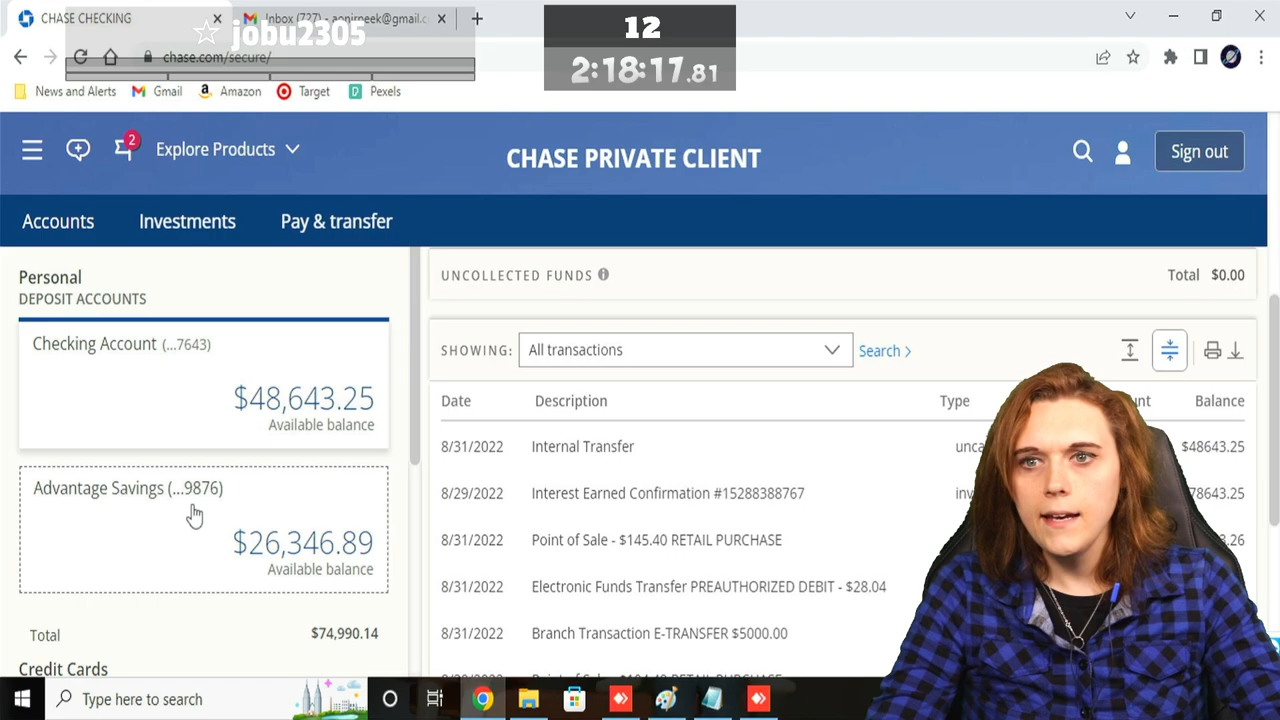 CHASE CHECKING
Inbox (727)
☆ jobu2305
12
2:18:17.81
chase.com/secure/
News and Alerts Gmail Amazon Target Pexels
2
Explore Products
CHASE PRIVATE CLIENT
Sign out
Accounts Investments Pay & transfer
Personal
DEPOSIT ACCOUNTS
Checking Account (...7643)
$48,643.25
Available balance
Advantage Savings (...9876)
$26,346.89
Available balance
Total $74,990.14
Credit Cards
UNCOLLECTED FUNDS Total $0.00
SHOWING: All transactions Search >
Date Description Type Balance
8/31/2022 Internal Transfer $48643.25
8/29/2022 Interest Earned Confirmation #15288388767
8/31/2022 Point of Sale - $145.40 RETAIL PURCHASE
8/31/2022 Electronic Funds Transfer PREAUTHORIZED DEBIT - $28.04
8/31/2022 Branch Transaction E-TRANSFER $5000.00
Type here to search